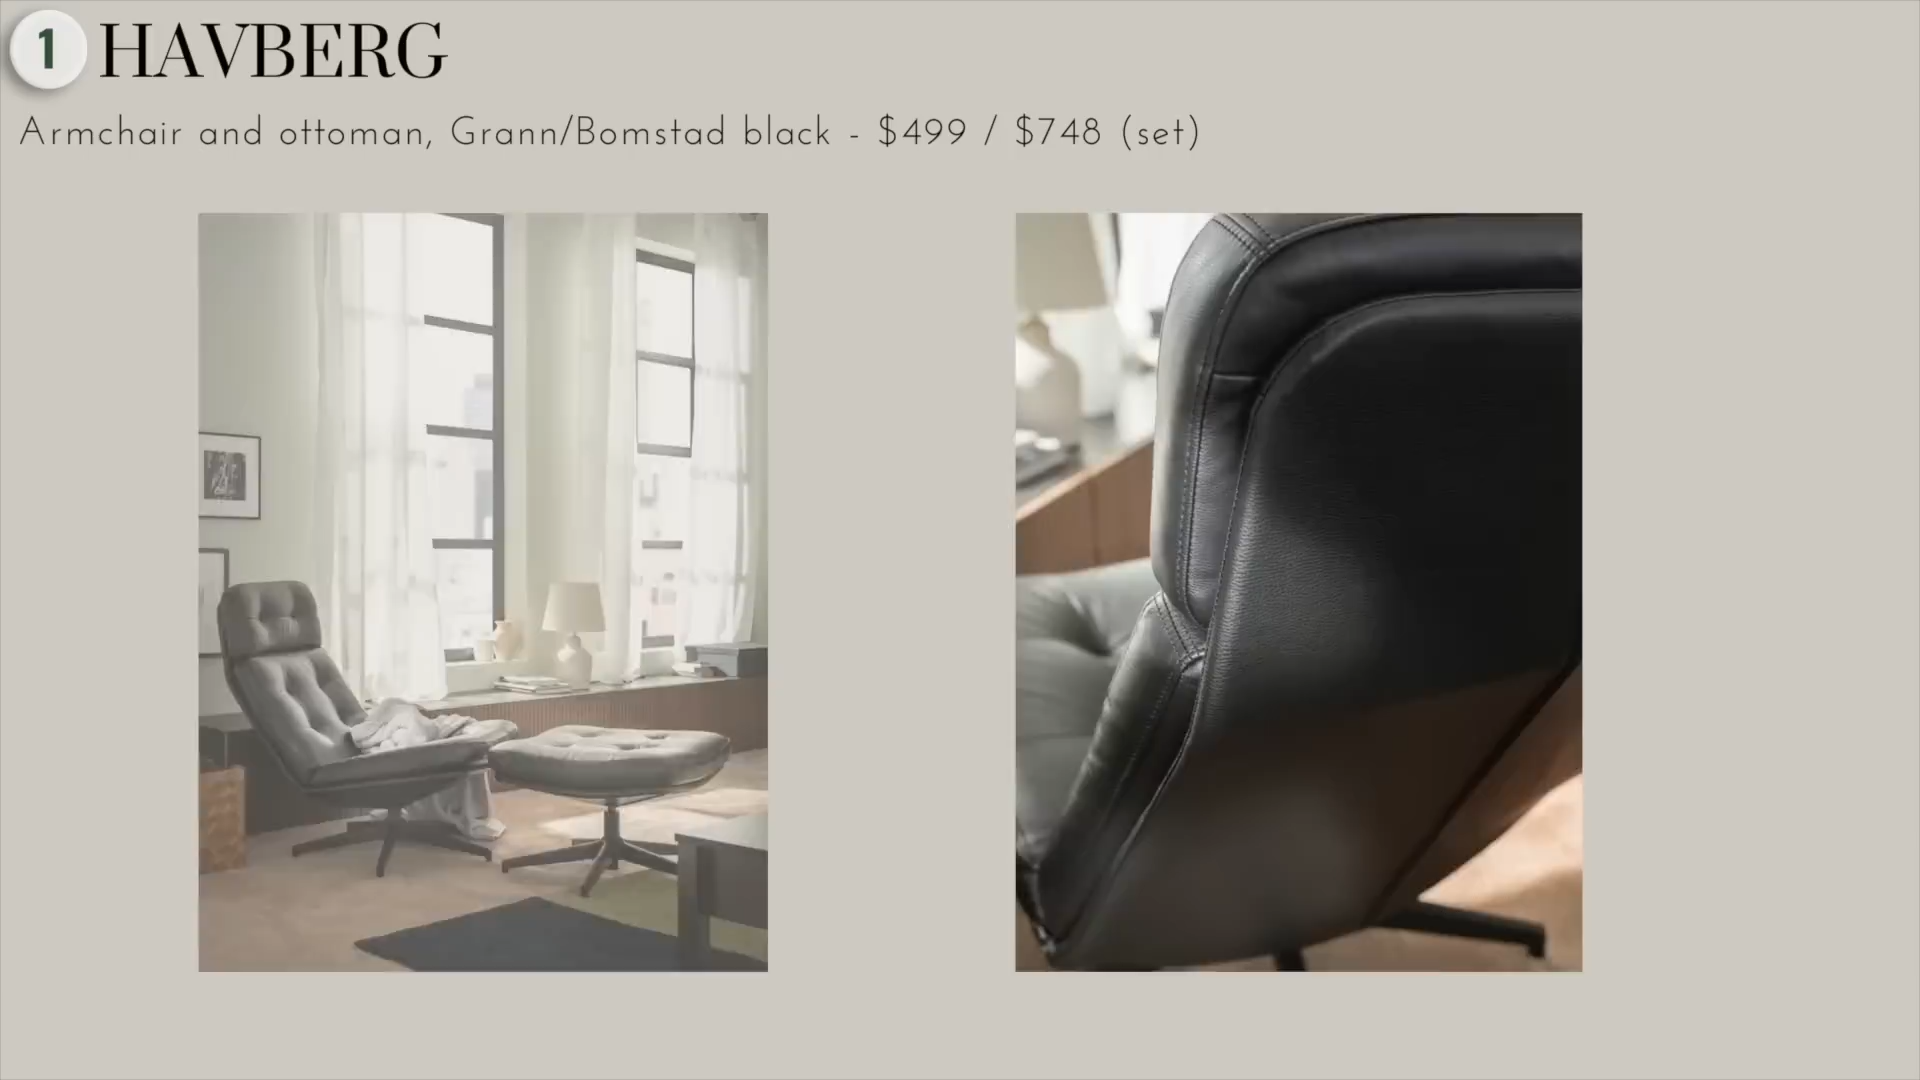 1 HAVBERG
Armchair and ottoman, Grann/Bomstad black - $499 / $748 (set)